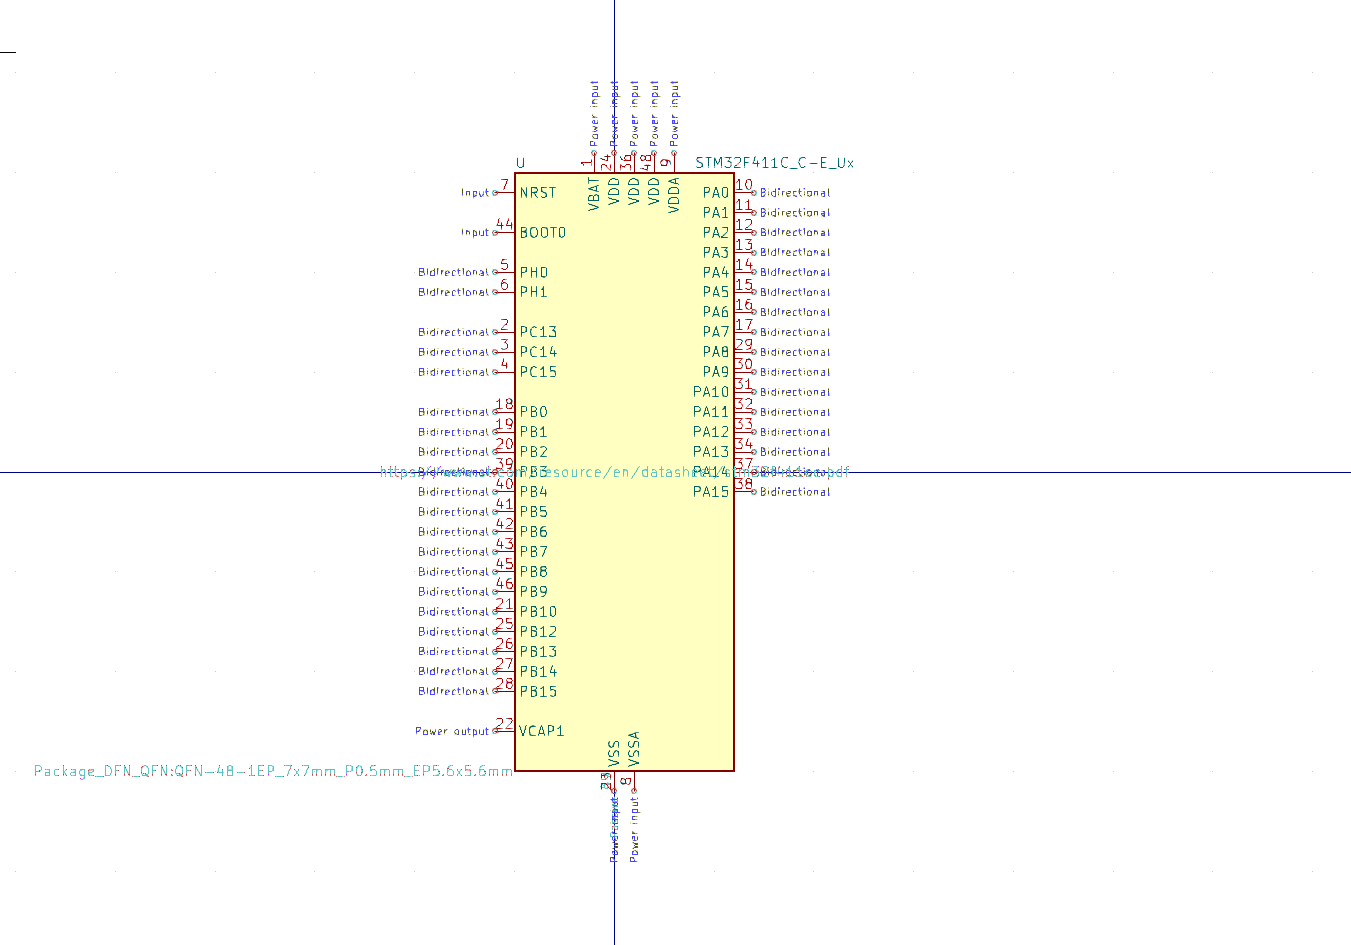 Power input Power input Power input Power input Power input
U 1 24 36 48 9 STM32F411C_C-E_Ux
VBAT VDD VDD VDD VDDA
Input 7 NRST PA0 10 Bidirectional
PA1 11 Bidirectional
Input 44 BOOT0 PA2 12 Bidirectional
PA3 13 Bidirectional
Bidirectional 5 PH0 PA4 14 Bidirectional
Bidirectional 6 PH1 PA5 15 Bidirectional
PA6 16 Bidirectional
Bidirectional 2 PC13 PA7 17 Bidirectional
Bidirectional 3 PC14 PA8 29 Bidirectional
Bidirectional 4 PC15 PA9 30 Bidirectional
PA10 31 Bidirectional
Bidirectional 18 PB0 PA11 32 Bidirectional
Bidirectional 19 PB1 PA12 33 Bidirectional
Bidirectional 20 PB2 PA13 34 Bidirectional
Bidirectional 39 PB3 PA14 37 Bidirectional
Bidirectional 40 PB4 PA15 38 Bidirectional
Bidirectional 41 PB5
Bidirectional 42 PB6
Bidirectional 43 PB7
Bidirectional 45 PB8
Bidirectional 46 PB9
Bidirectional 21 PB10
Bidirectional 25 PB12
Bidirectional 26 PB13
Bidirectional 27 PB14
Bidirectional 28 PB15
Power output 22 VCAP1
VSS VSSA
Package_DFN_QFN:QFN-48-1EP_7x7mm_P0.5mm_EP5.6x5.6mm
8
Power input Power input